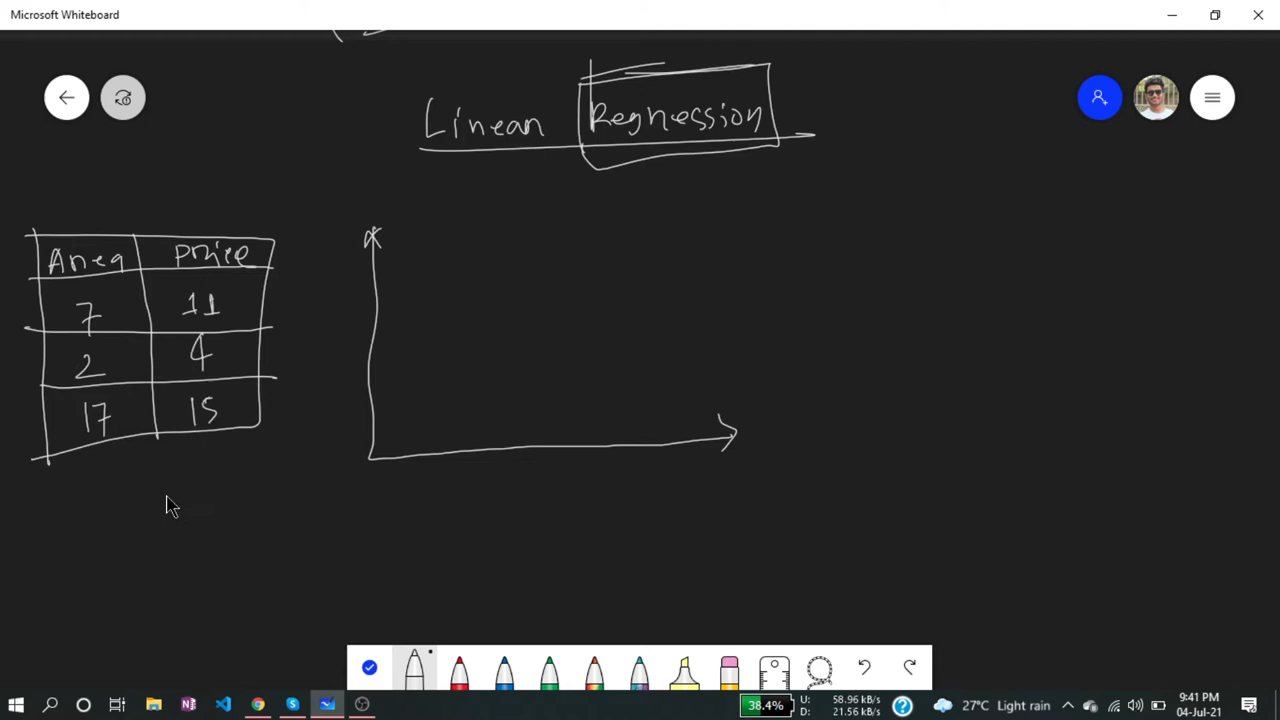 Microsoft Whiteboard
Linear
Regression
Area Price
7 11
2 4
17 15
38.4%
U: 58.96 kB/s
D: 21.56 kB/s
27°C Light rain
9:41 PM
04-Jul-21